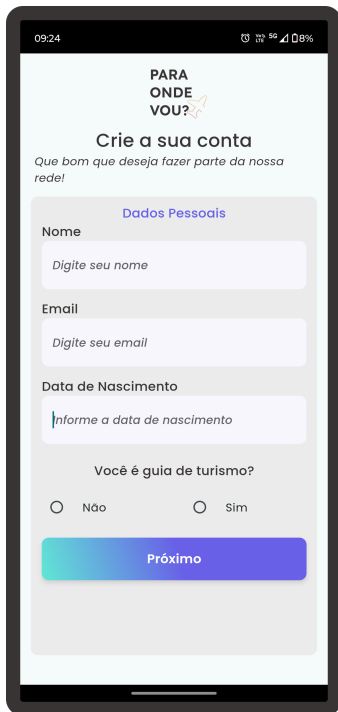 09:24
VoLTE 5G 8%
PARA
ONDE
VOU?
Crie a sua conta
Que bom que deseja fazer parte da nossa
rede!
Dados Pessoais
Nome
Digite seu nome
Email
Digite seu email
Data de Nascimento
Informe a data de nascimento
Você é guia de turismo?
Não Sim
Próximo